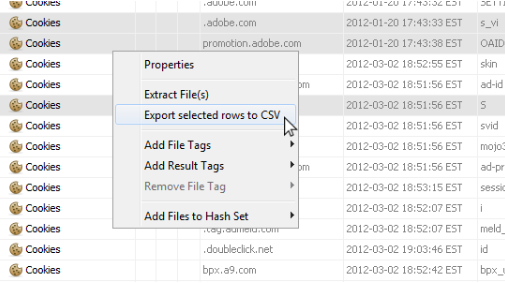 Cookies .adobe.com 2012-01-20 17:43:32 EST
Cookies .adobe.com 2012-01-20 17:43:33 EST s_vi
Cookies promotion.adobe.com 2012-01-20 17:43:38 EST OAID
Cookies 2012-03-02 18:52:55 EST skin
Cookies om 2012-03-02 18:51:56 EST ad-id
Cookies 2012-03-02 18:51:56 EST S
Cookies 2012-03-02 18:51:56 EST svid
Cookies 2012-03-02 18:51:56 EST mojo3
Cookies om 2012-03-02 18:51:56 EST ad-pr
Cookies 2012-03-02 18:53:15 EST sessio
Cookies 2012-03-02 18:52:07 EST i
Cookies .tag.admeld.com 2012-03-02 18:52:07 EST meld_
Cookies .doubleclick.net 2012-03-02 19:03:46 EST id
Cookies bpx.a9.com 2012-03-02 18:52:42 EST bpx_u
Properties
Extract File(s)
Export selected rows to CSV
Add File Tags
Add Result Tags
Remove File Tag
Add Files to Hash Set